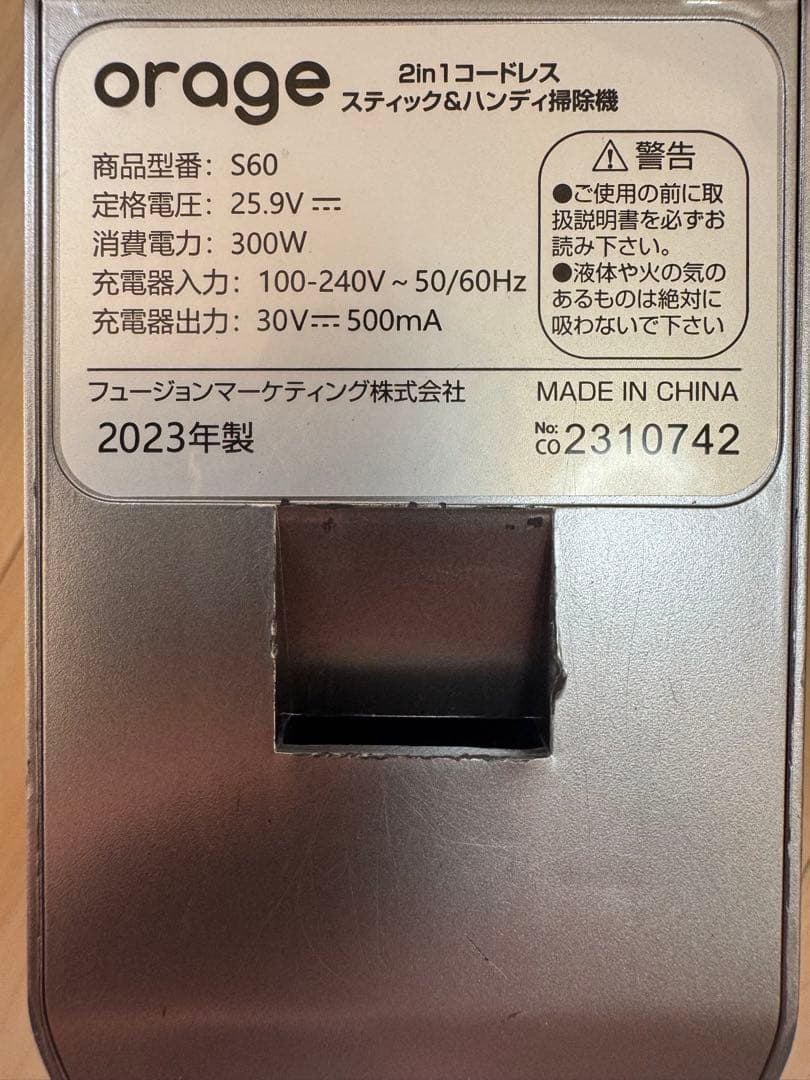 orage
2in1コードレス
スティック&ハンディ掃除機
商品型番：S60
定格電圧：25.9V⎓
消費電力：300W
充電器入力：100-240V～50/60Hz
充電器出力：30V⎓500mA
警告
●ご使用の前に取
扱説明書を必ずお
読み下さい。
●液体や火の気の
あるものは絶対に
吸わないで下さい
フュージョンマーケティング株式会社
MADE IN CHINA
2023年製
No:
CO 2310742